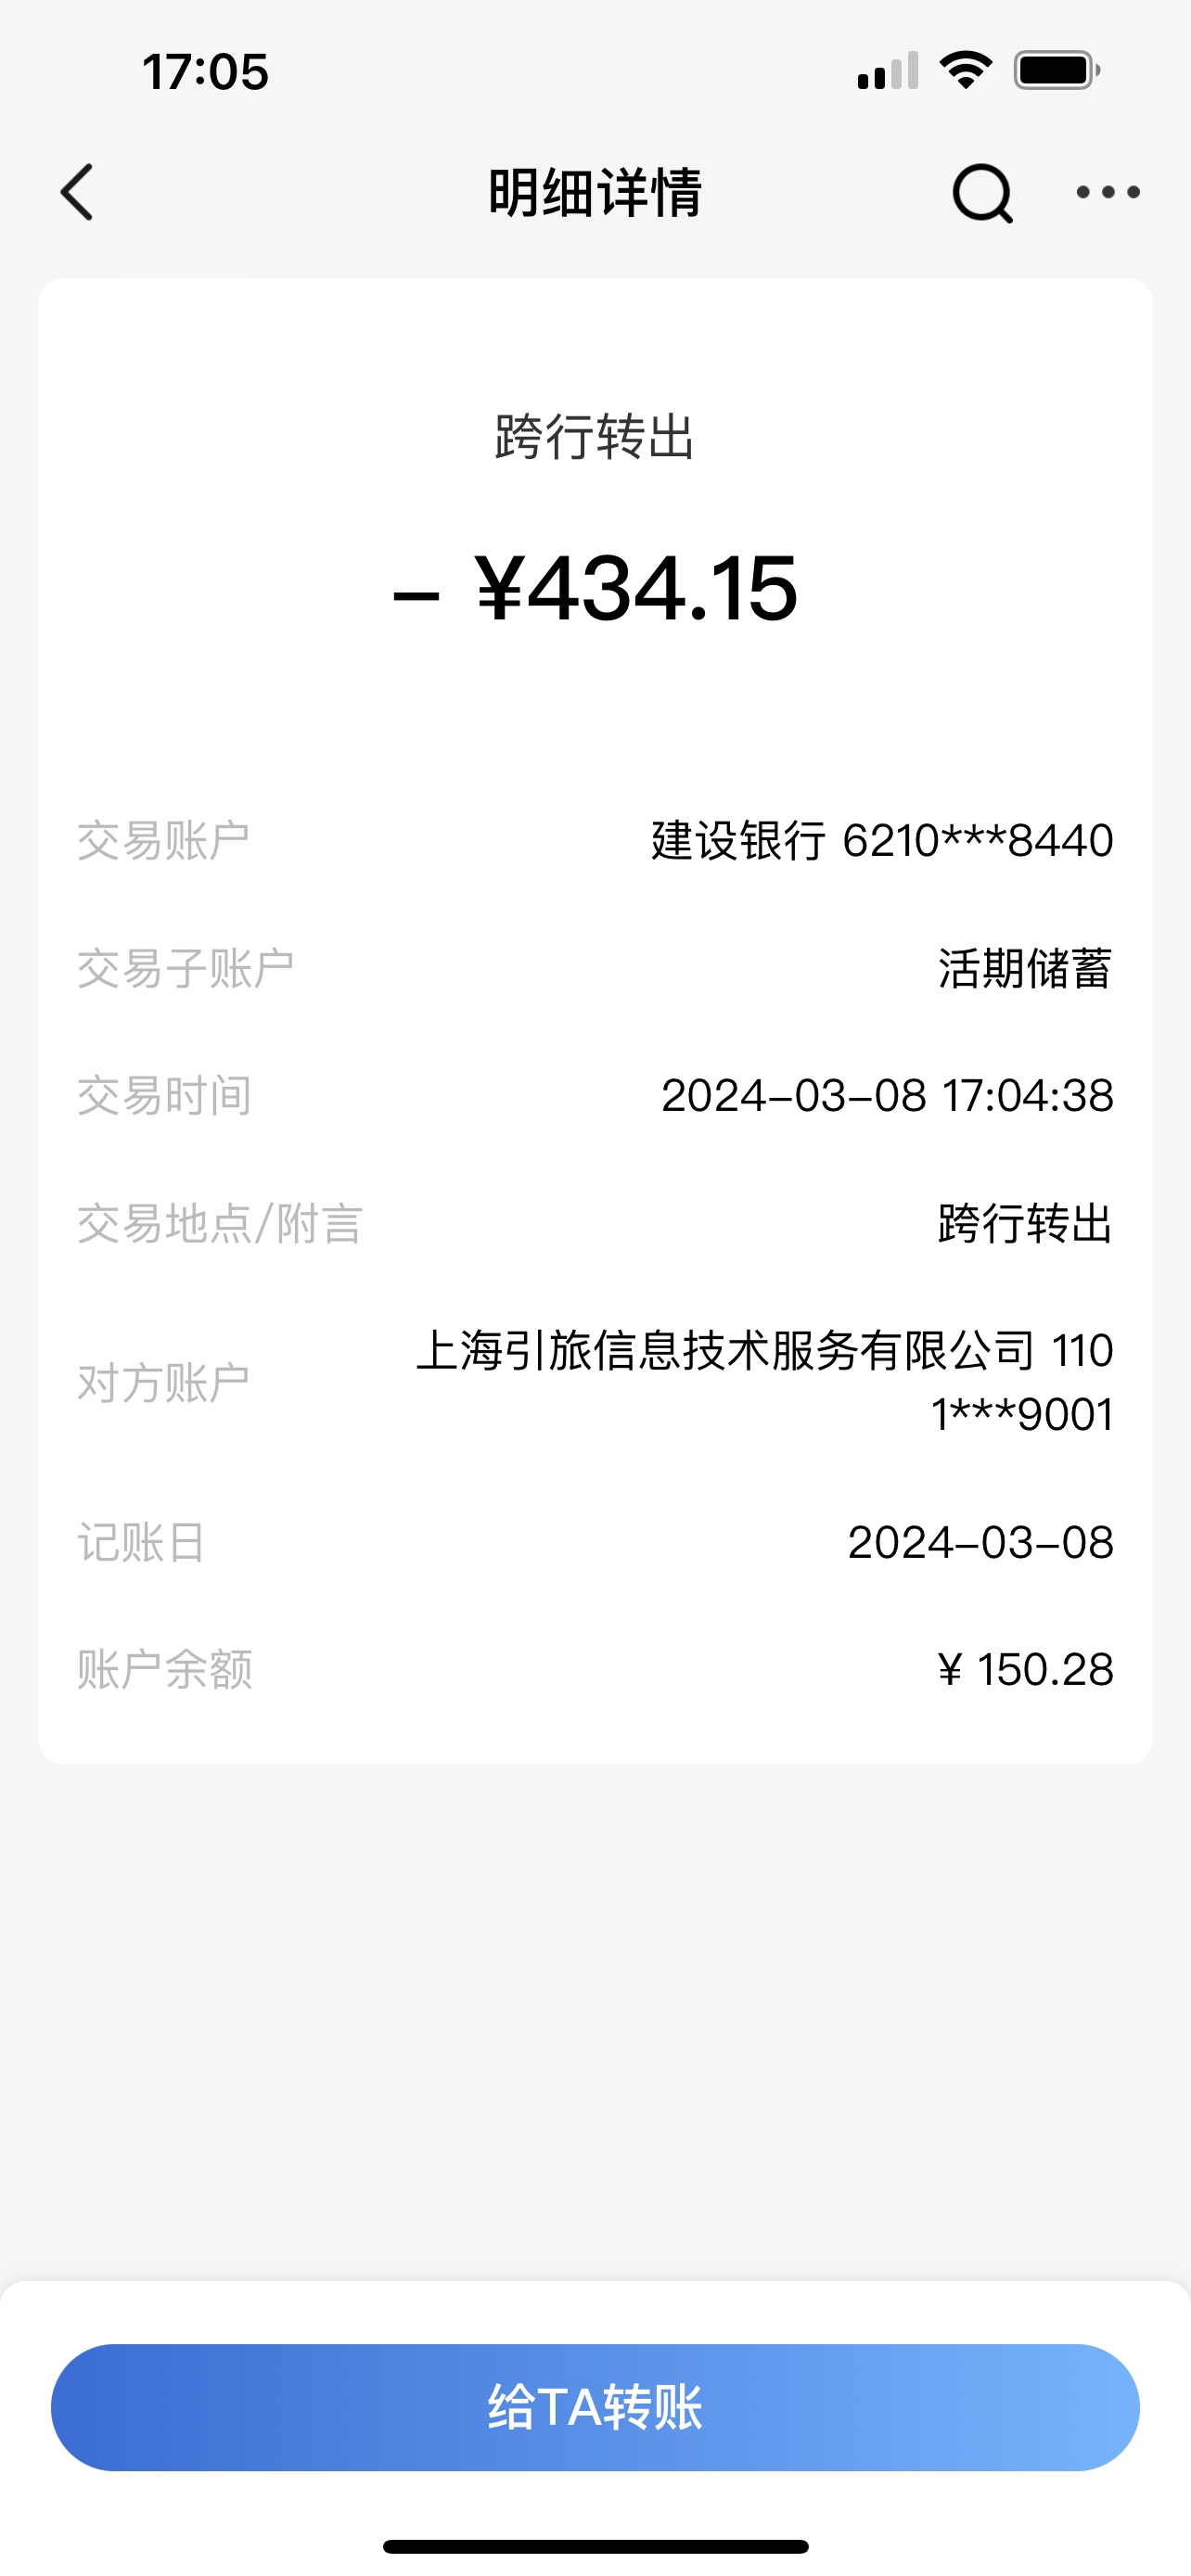 17:05
明细详情
跨行转出
– ¥434.15
交易账户 建设银行 6210***8440
交易子账户 活期储蓄
交易时间 2024–03–08 17:04:38
交易地点/附言 跨行转出
对方账户 上海引旅信息技术服务有限公司 110
1***9001
记账日 2024–03–08
账户余额 ¥ 150.28
给TA转账